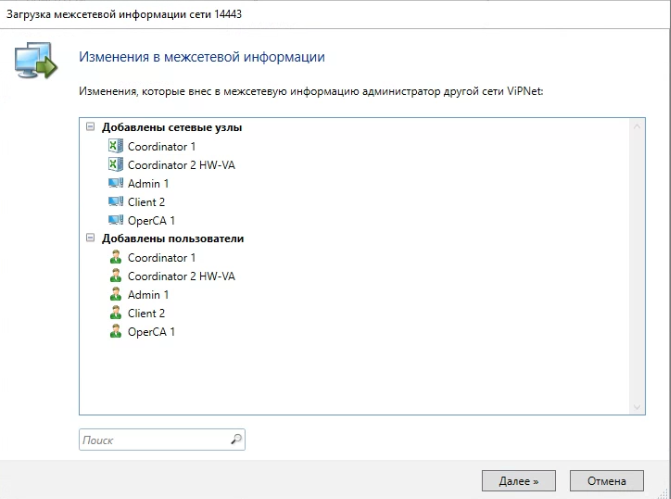 Загрузка межсетевой информации сети 14443
Изменения в межсетевой информации
Изменения, которые внес в межсетевую информацию администратор другой сети ViPNet:
Добавлены сетевые узлы
Coordinator 1
Coordinator 2 HW-VA
Admin 1
Client 2
OperCA 1
Добавлены пользователи
Coordinator 1
Coordinator 2 HW-VA
Admin 1
Client 2
OperCA 1
Поиск
Далее »
Отмена